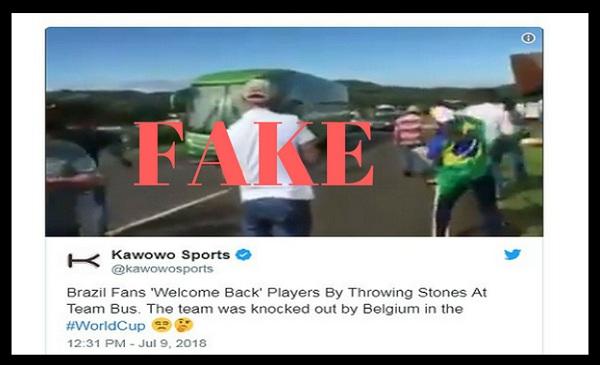 FAKE
Kawowo Sports
@kawowosports
Brazil Fans 'Welcome Back' Players By Throwing Stones At
Team Bus. The team was knocked out by Belgium in the
#WorldCup 😒🤔
12:31 PM - Jul 9, 2018